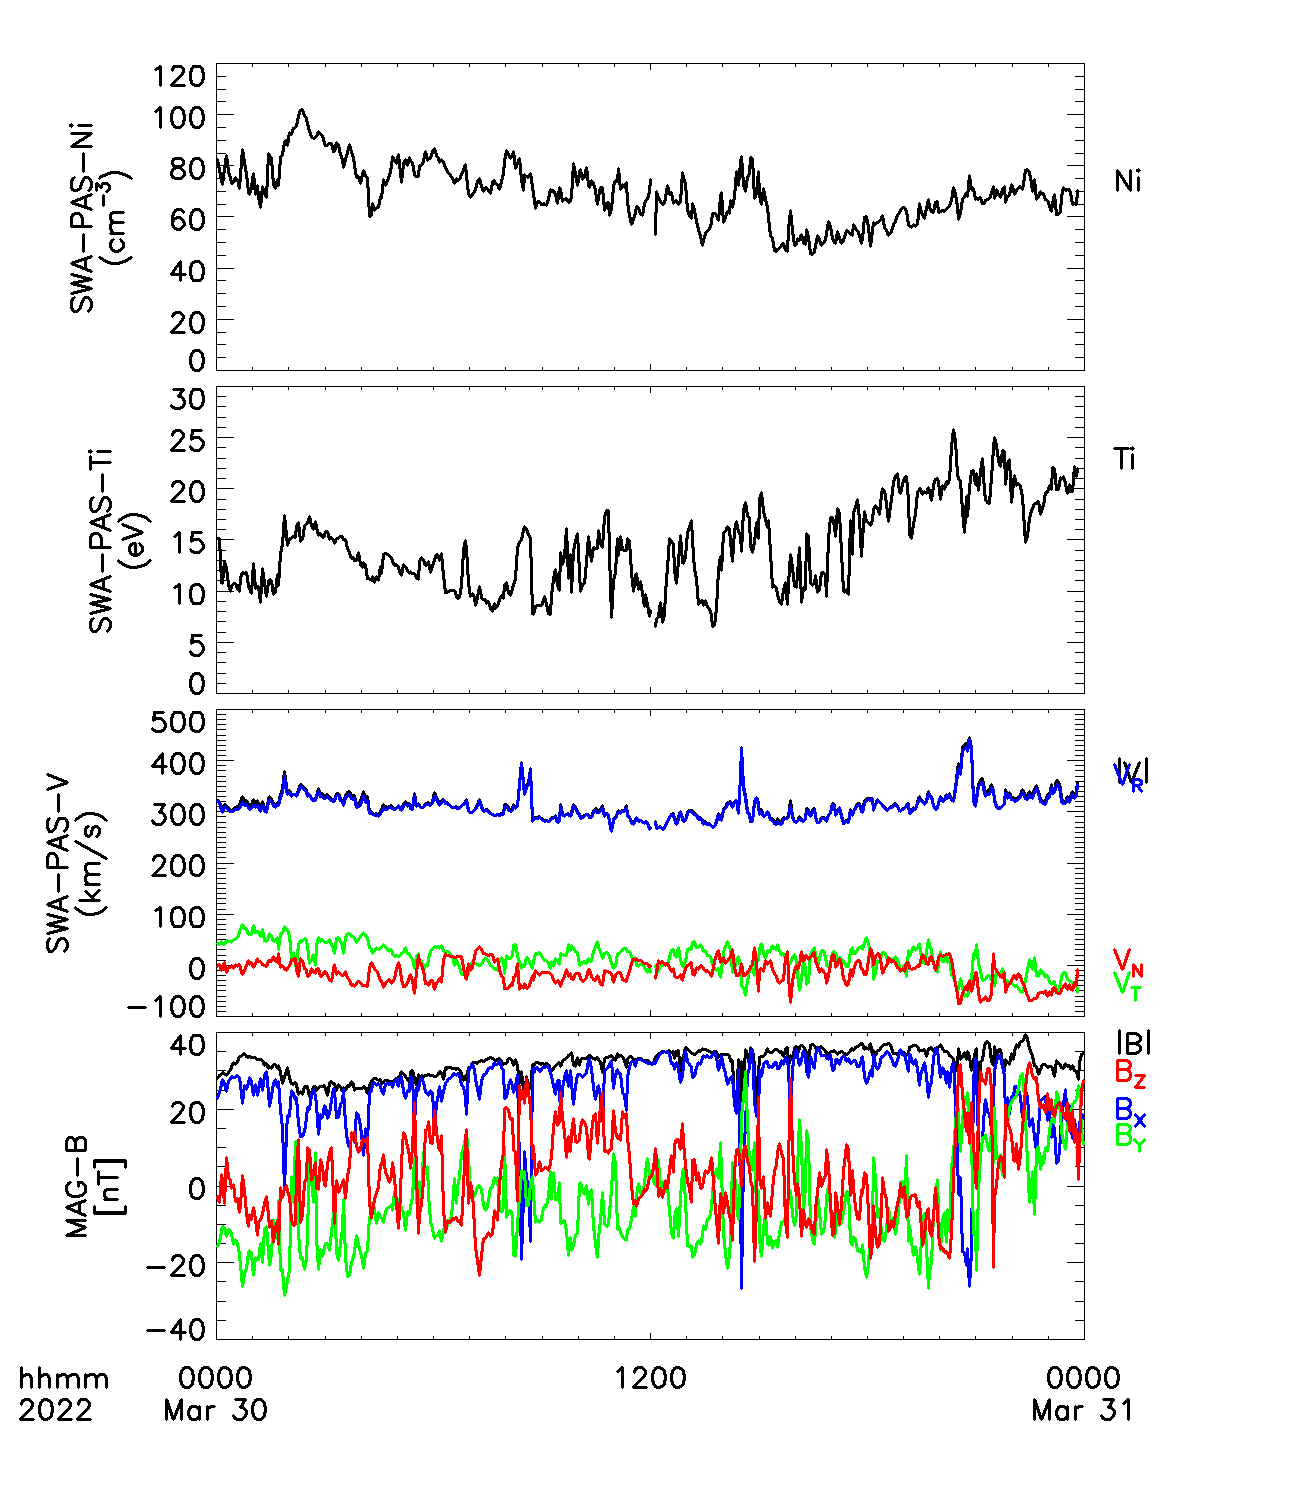 SWA-PAS-Ni
(cm⁻³)
120
100
80
60
40
20
0
Ni
SWA-PAS-Ti
(eV)
30
25
20
15
10
5
0
Ti
SWA-PAS-V
(km/s)
500
400
300
200
100
0
-100
|V|
V_R
V_N
V_T
MAG-B
[nT]
40
20
0
-20
-40
|B|
B_Z
B_X
B_Y
hhmm 0000 1200 0000
2022 Mar 30 Mar 31